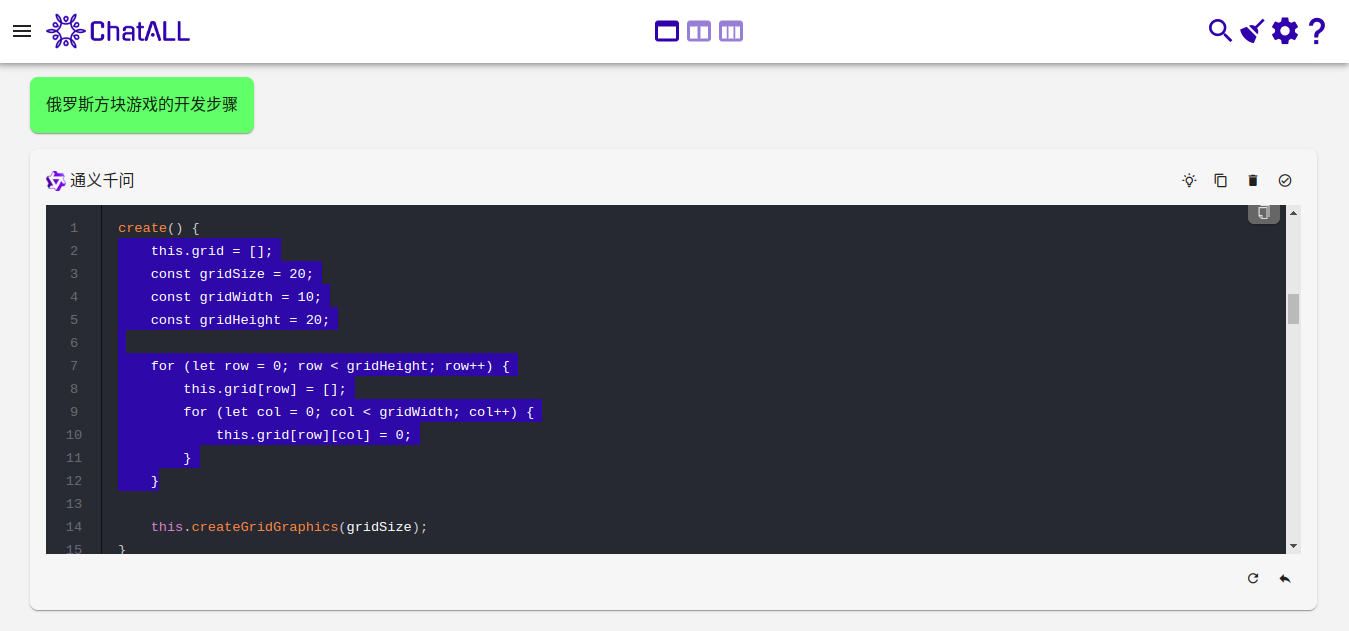 ChatALL
俄罗斯方块游戏的开发步骤
通义千问
1 create() {
2     this.grid = [];
3     const gridSize = 20;
4     const gridWidth = 10;
5     const gridHeight = 20;
6
7     for (let row = 0; row < gridHeight; row++) {
8         this.grid[row] = [];
9         for (let col = 0; col < gridWidth; col++) {
10             this.grid[row][col] = 0;
11         }
12     }
13
14     this.createGridGraphics(gridSize);
15 }